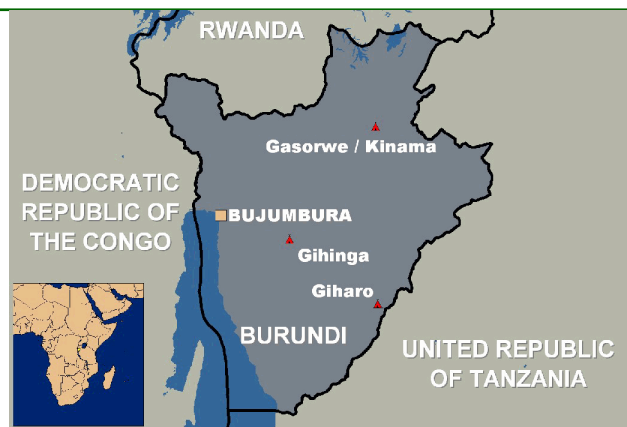 RWANDA
Gasorwe / Kinama
DEMOCRATIC
REPUBLIC OF
THE CONGO
BUJUMBURA
Gihinga
Giharo
BURUNDI
UNITED REPUBLIC
OF TANZANIA